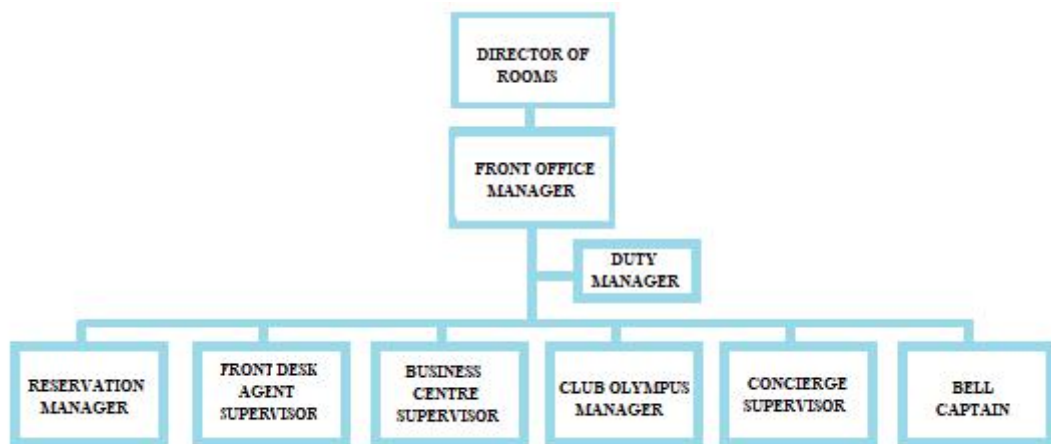 DIRECTOR OF
ROOMS
FRONT OFFICE
MANAGER
DUTY
MANAGER
RESERVATION
MANAGER
FRONT DESK
AGENT
SUPERVISOR
BUSINESS
CENTRE
SUPERVISOR
CLUB OLYMPUS
MANAGER
CONCIERGE
SUPERVISOR
BELL
CAPTAIN